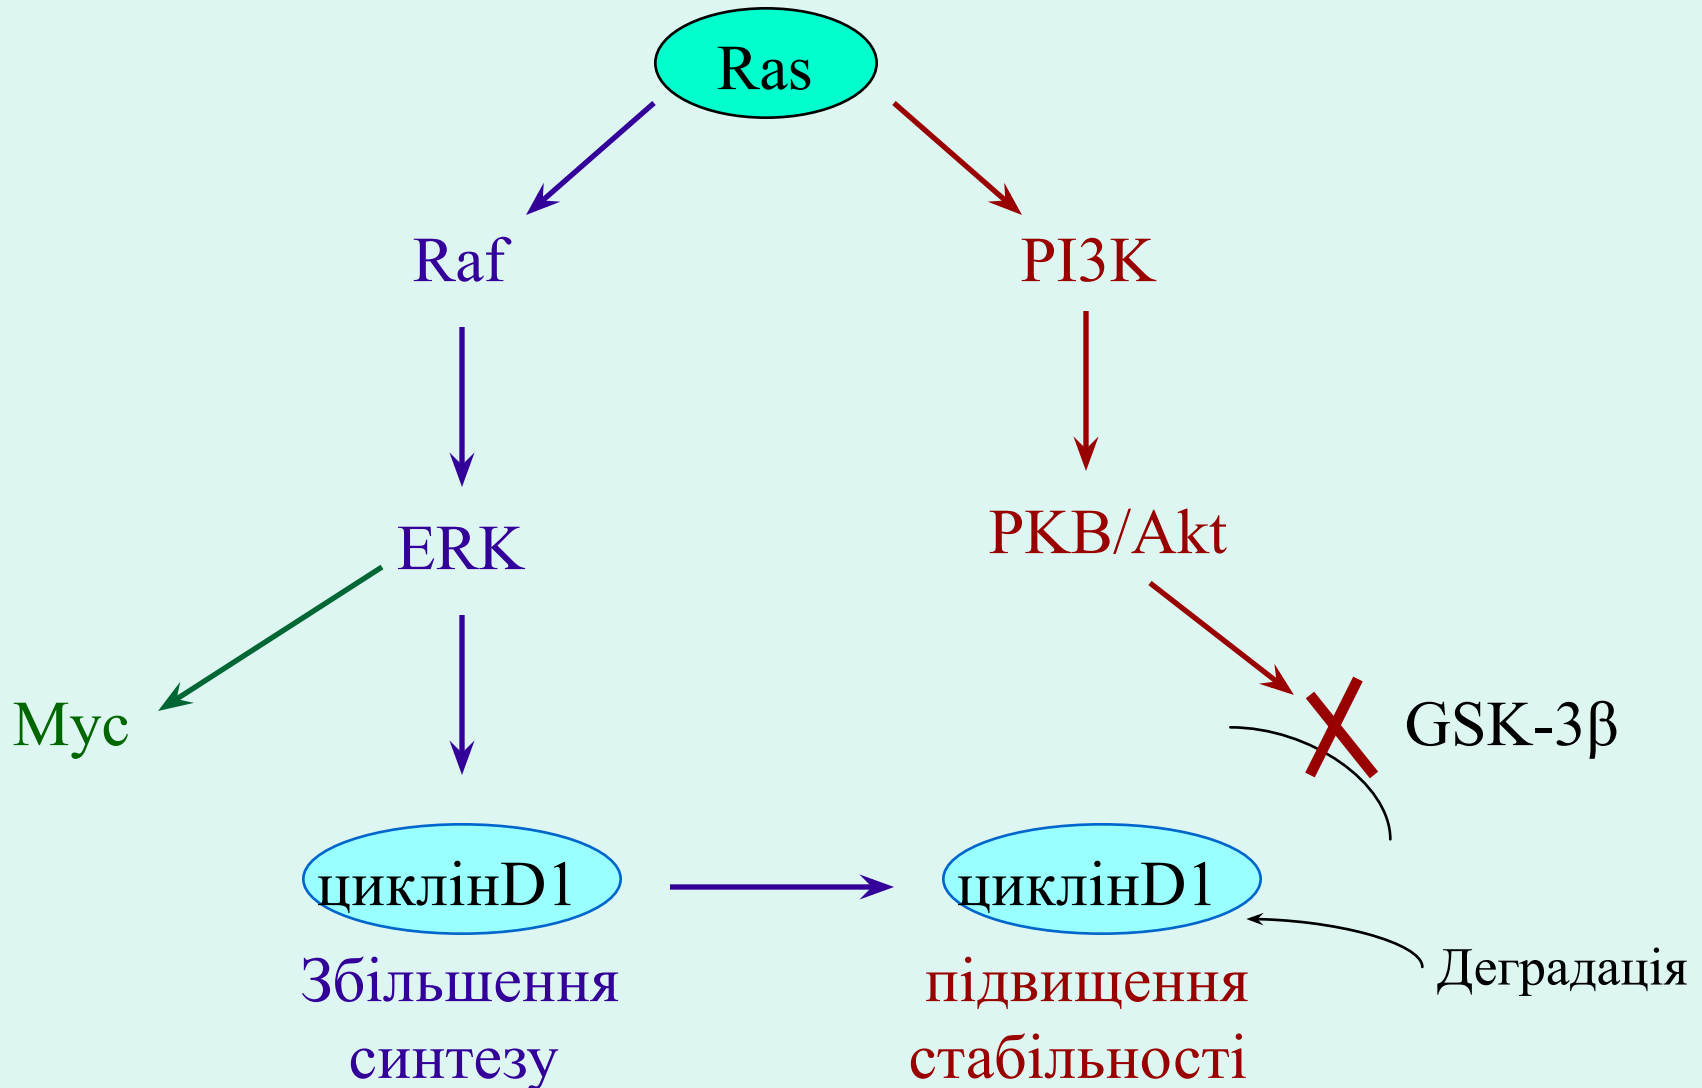 Ras
Raf
PI3K
ERK
PKB/Akt
Myc
GSK-3β
циклінD1
циклінD1
Деградація
Збільшення
синтезу
підвищення
стабільності